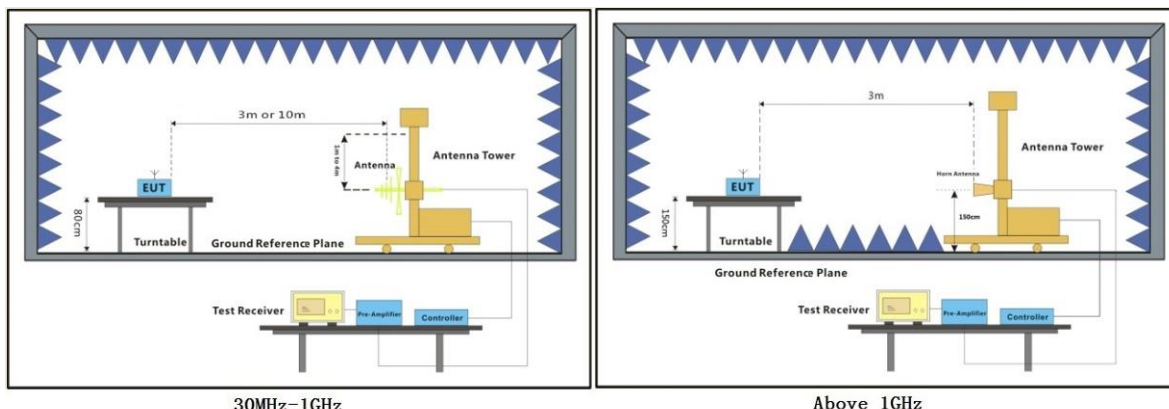 3m or 10m
1m to 4m
Antenna
Antenna Tower
EUT
80cm
Turntable
Ground Reference Plane
Test Receiver
Pre-Amplifier
Controller
30MHz-1GHz
3m
Antenna Tower
Horn Antenna
EUT
150cm
150cm
Turntable
Ground Reference Plane
Test Receiver
Pre-Amplifier
Controller
Above 1GHz